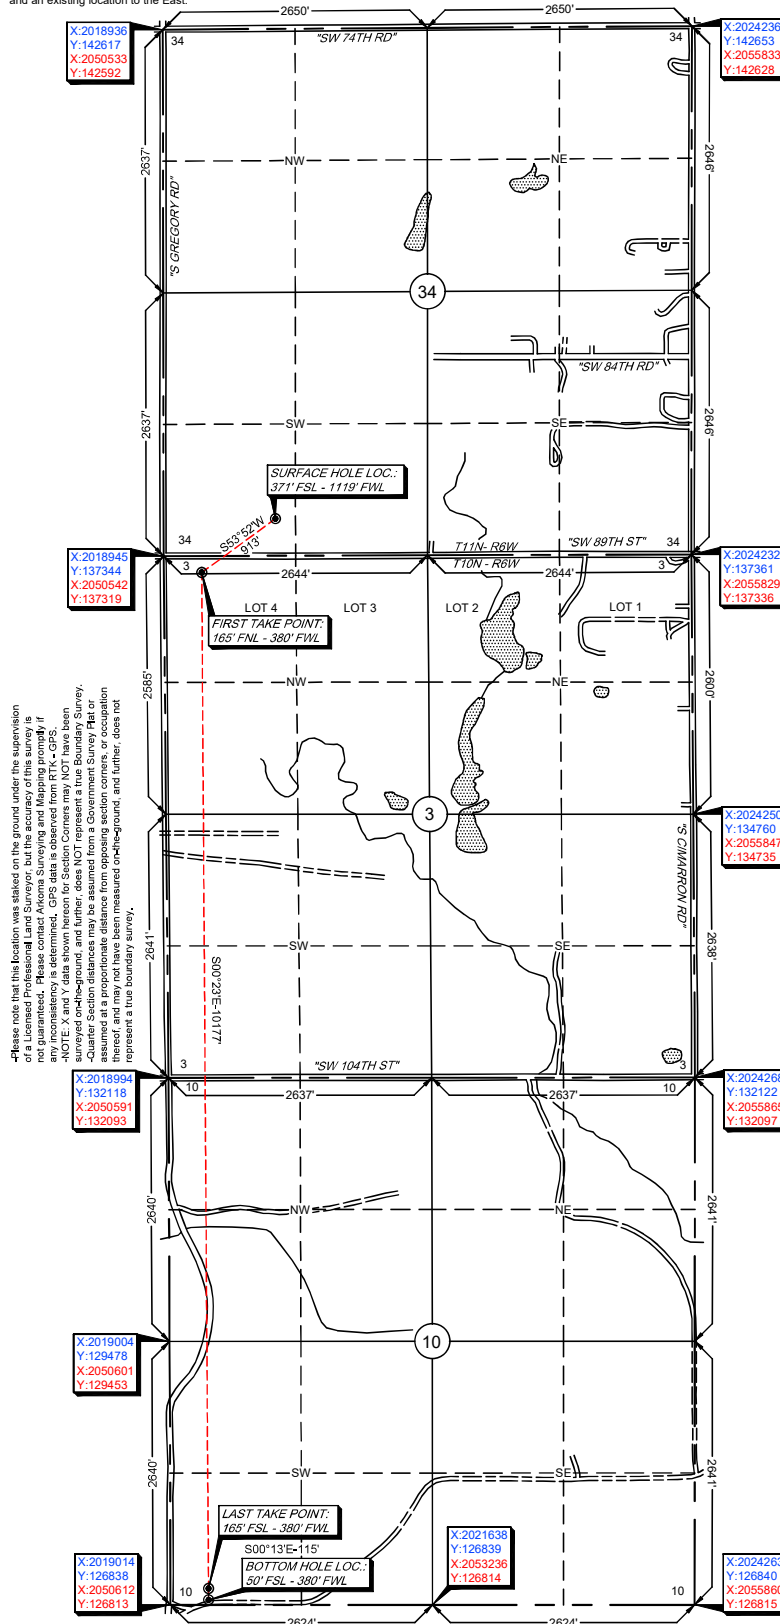 and an existing location to the East.
2650'
2650'
"SW 74TH RD"
X:2018936
Y:142617
X:2050533
Y:142592
34
34
X:2024236
Y:142653
X:2055833
Y:142628
2637'
"S GREGORY RD"
NW
NE
2646'
34
"SW 84TH RD"
2637'
SW
SE
2646'
SURFACE HOLE LOC.:
371' FSL - 1119' FWL
S53°52'W
913'
34
T11N- R6W
"SW 89TH ST"
34
X:2018945
Y:137344
X:2050542
Y:137319
3
2644'
T10N - R6W
2644'
3
X:2024232
Y:137361
X:2055829
Y:137336
LOT 4
LOT 3
LOT 2
LOT 1
FIRST TAKE POINT:
165' FNL - 380' FWL
2585'
NW
NE
2600'
-Please note that this location was staked on the ground under the supervision
of a Licensed Professional Land Surveyor, but the accuracy of this survey is
not guaranteed. Please contact Arkoma Surveying and Mapping promptly if
any inconsistency is determined. GPS data is observed from RTK - GPS.
-NOTE: X and Y data shown hereon for Section Corners may NOT have been
surveyed on-the-ground, and further, does NOT represent a true Boundary Survey.
-Quarter Section distances may be assumed from a Government Survey Plat or
assumed at a proportionate distance from opposing section corners, or occupation
thereof, and may not have been measured on-the-ground, and further, does not
represent a true boundary survey.
3
X:2024250
Y:134760
X:2055847
Y:134735
"S CIMARRON RD"
2641'
SW
SE
2638'
S00°23'E-10177'
3
"SW 104TH ST"
3
X:2018994
Y:132118
X:2050591
Y:132093
10
2637'
2637'
10
X:2024268
Y:132122
X:2055865
Y:132097
2640'
NW
NE
2641'
10
X:2019004
Y:129478
X:2050601
Y:129453
2640'
SW
SE
2641'
LAST TAKE POINT:
165' FSL - 380' FWL
S00°13'E-115'
BOTTOM HOLE LOC.:
50' FSL - 380' FWL
X:2019014
Y:126838
X:2050612
Y:126813
10
X:2021638
Y:126839
X:2053236
Y:126814
10
X:2024263
Y:126840
X:2055860
Y:126815
2624'
2624'